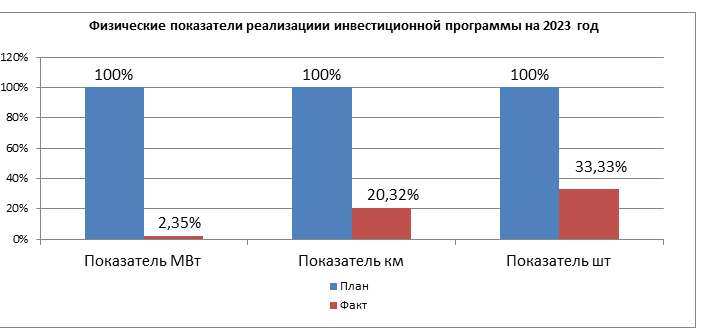 Физические показатели реализациии инвестиционной программы на 2023 год
120%
100%
80%
60%
40%
20%
0%
100%
2,35%
100%
20,32%
100%
33,33%
Показатель МВт
Показатель км
Показатель шт
План
Факт